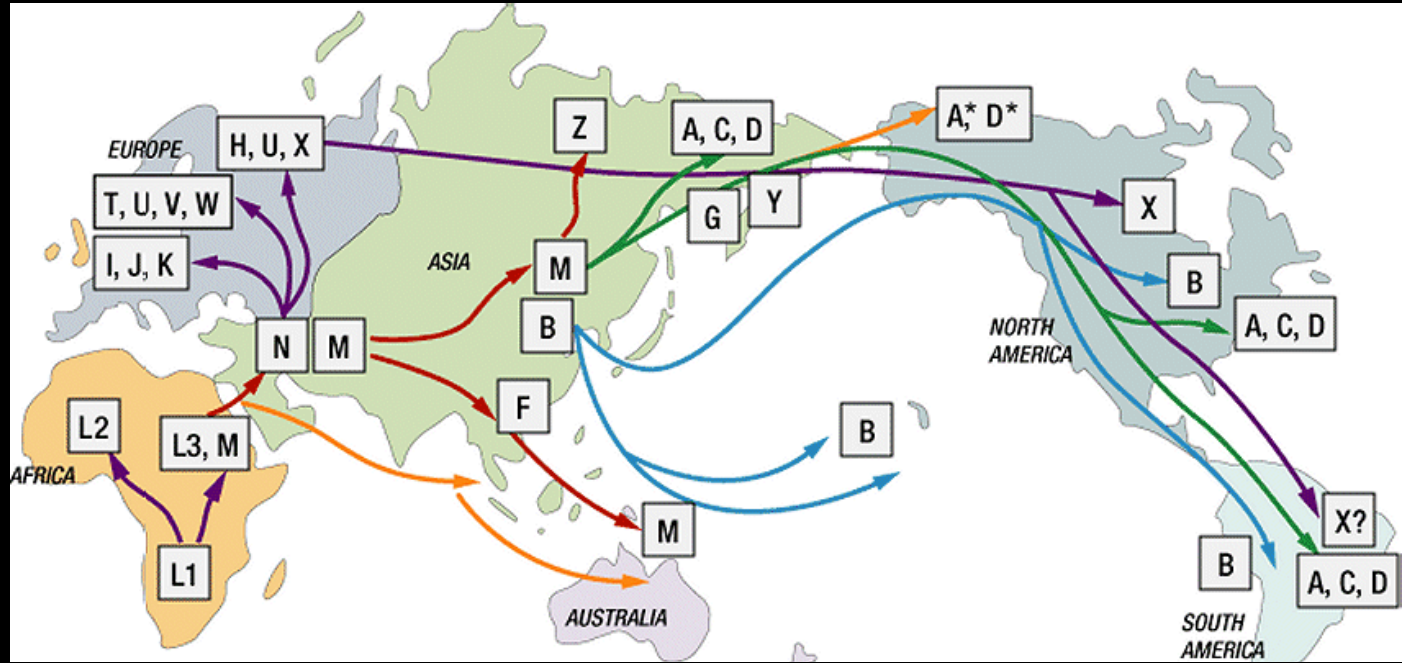 Z
A, C, D
A,* D*
EUROPE
H, U, X
T, U, V, W
G
Y
X
I, J, K
ASIA
M
B
B
N
M
NORTH
AMERICA
A, C, D
F
L2
L3, M
B
AFRICA
M
X?
L1
B
A, C, D
AUSTRALIA
SOUTH
AMERICA